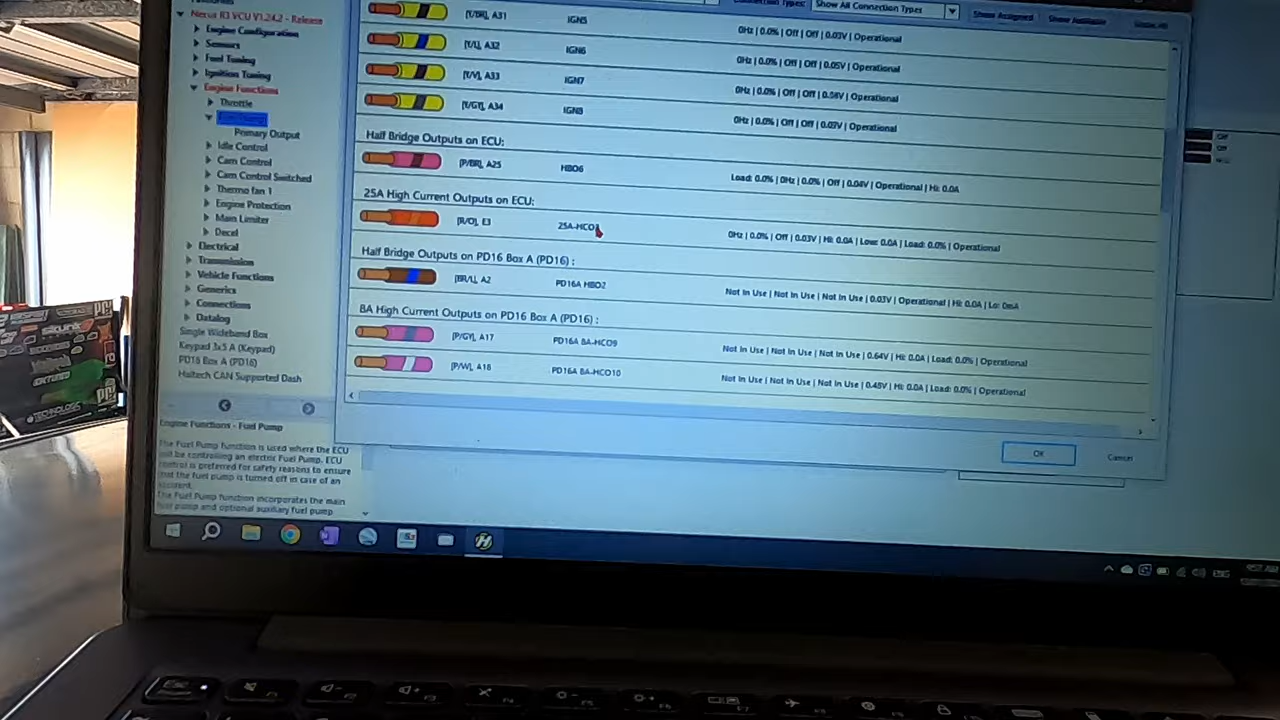 Nexus R3 VCU V1.24.2 - Release
Engine Configuration
Sensors
Fuel Tuning
Ignition Tuning
Engine Functions
Throttle
Fuel Pump
Primary Output
Idle Control
Cam Control
Cam Control Switched
Thermo fan 1
Engine Protection
Main Limiter
Decel
Electrical
Transmission
Vehicle Functions
Generics
Connections
Datalog
Single Wideband Box
Keypad 3x5 A (Keypad)
PD16 Box A (PD16)
Haltech CAN Supported Dash
Engine Functions - Fuel Pump
The Fuel Pump function is used where the ECU
will be controlling an electric Fuel Pump. ECU
control is preferred for safety reasons to ensure
that the fuel pump is turned off in case of an
accident.
The Fuel Pump function incorporates the main
fuel pump and optional auxiliary fuel pump
Connection Types: Show All Connection Types
Show Assigned Show Available
[Y/BR], A31 IGN5 0Hz | 0.0% | Off | Off | 0.03V | Operational
[Y/L], A32 IGN6 0Hz | 0.0% | Off | Off | 0.05V | Operational
[Y/V], A33 IGN7 0Hz | 0.0% | Off | Off | 0.58V | Operational
[Y/GY], A34 IGN8 0Hz | 0.0% | Off | Off | 0.03V | Operational
Half Bridge Outputs on ECU:
[P/BR], A25 HBO6 Load: 0.0% | 0Hz | 0.0% | Off | 0.04V | Operational | Hi: 0.0A
25A High Current Outputs on ECU:
[R/O], E3 25A-HCO 0Hz | 0.0% | Off | 0.03V | Hi: 0.0A | Low: 0.0A | Load: 0.0% | Operational
Half Bridge Outputs on PD16 Box A (PD16) :
[BR/L], A2 PD16A HBO2 Not In Use | Not In Use | Not In Use | 0.03V | Operational | Hi: 0.0A | Lo: 0mA
8A High Current Outputs on PD16 Box A (PD16) :
[P/GY], A17 PD16A 8A-HCO9 Not In Use | Not In Use | Not In Use | 0.64V | Hi: 0.0A | Load: 0.0% | Operational
[P/W], A18 PD16A 8A-HCO10 Not In Use | Not In Use | Not In Use | 0.48V | Hi: 0.0A | Load: 0.0% | Operational
OK Cancel
ENG
Esc
TECHNOLOGY